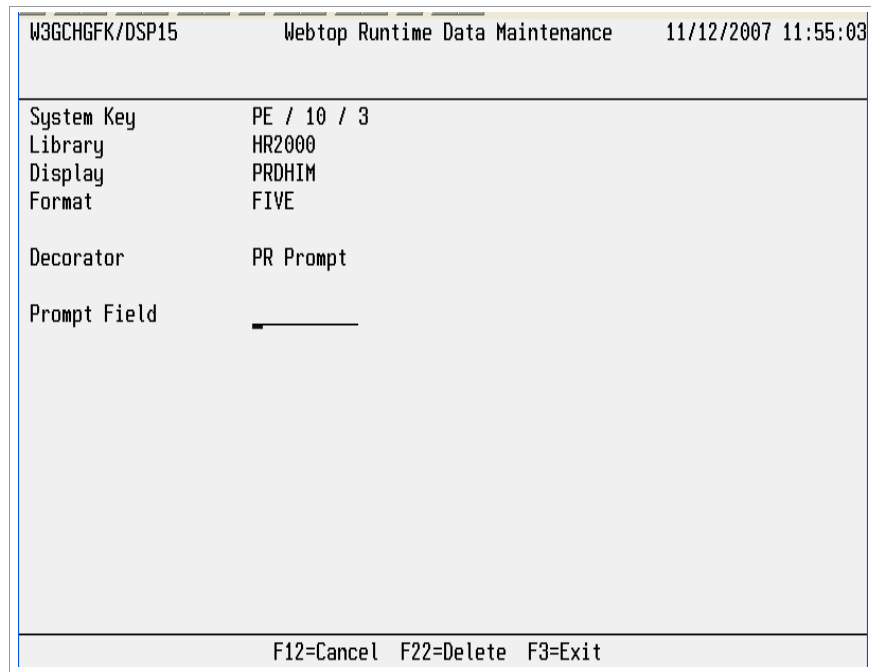 W3GCHGFK/DSP15 Webtop Runtime Data Maintenance 11/12/2007 11:55:03
System Key PE / 10 / 3
Library HR2000
Display PRDHIM
Format FIVE
Decorator PR Prompt
Prompt Field
F12=Cancel F22=Delete F3=Exit